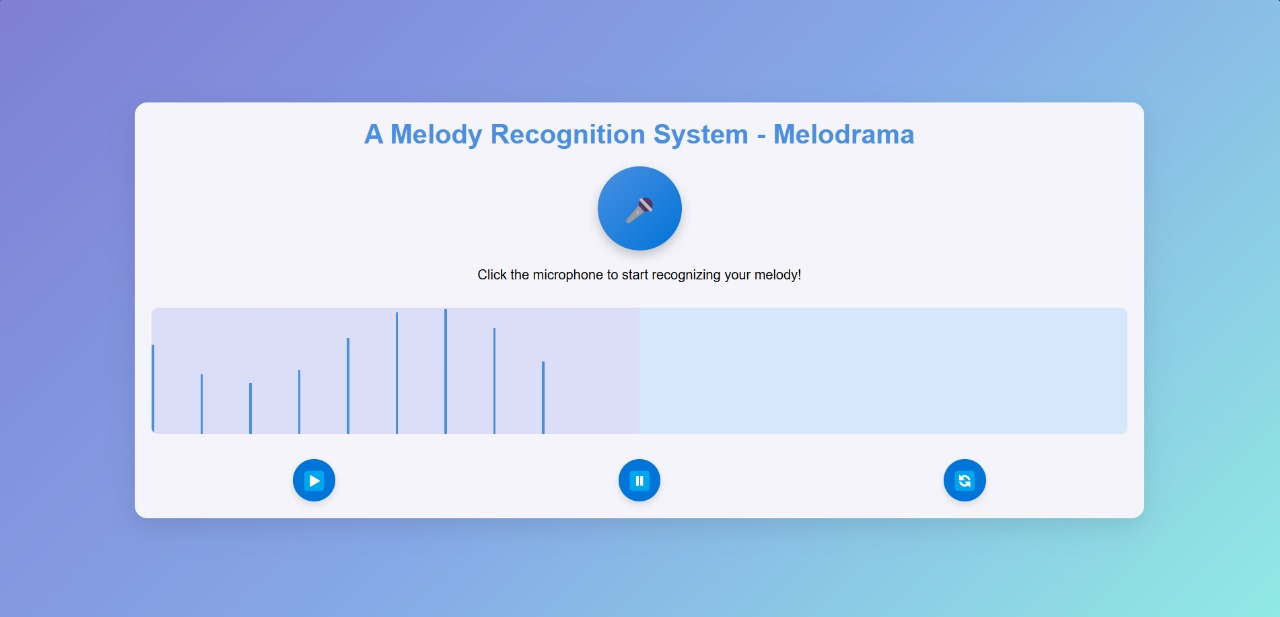 A Melody Recognition System - Melodrama
Click the microphone to start recognizing your melody!